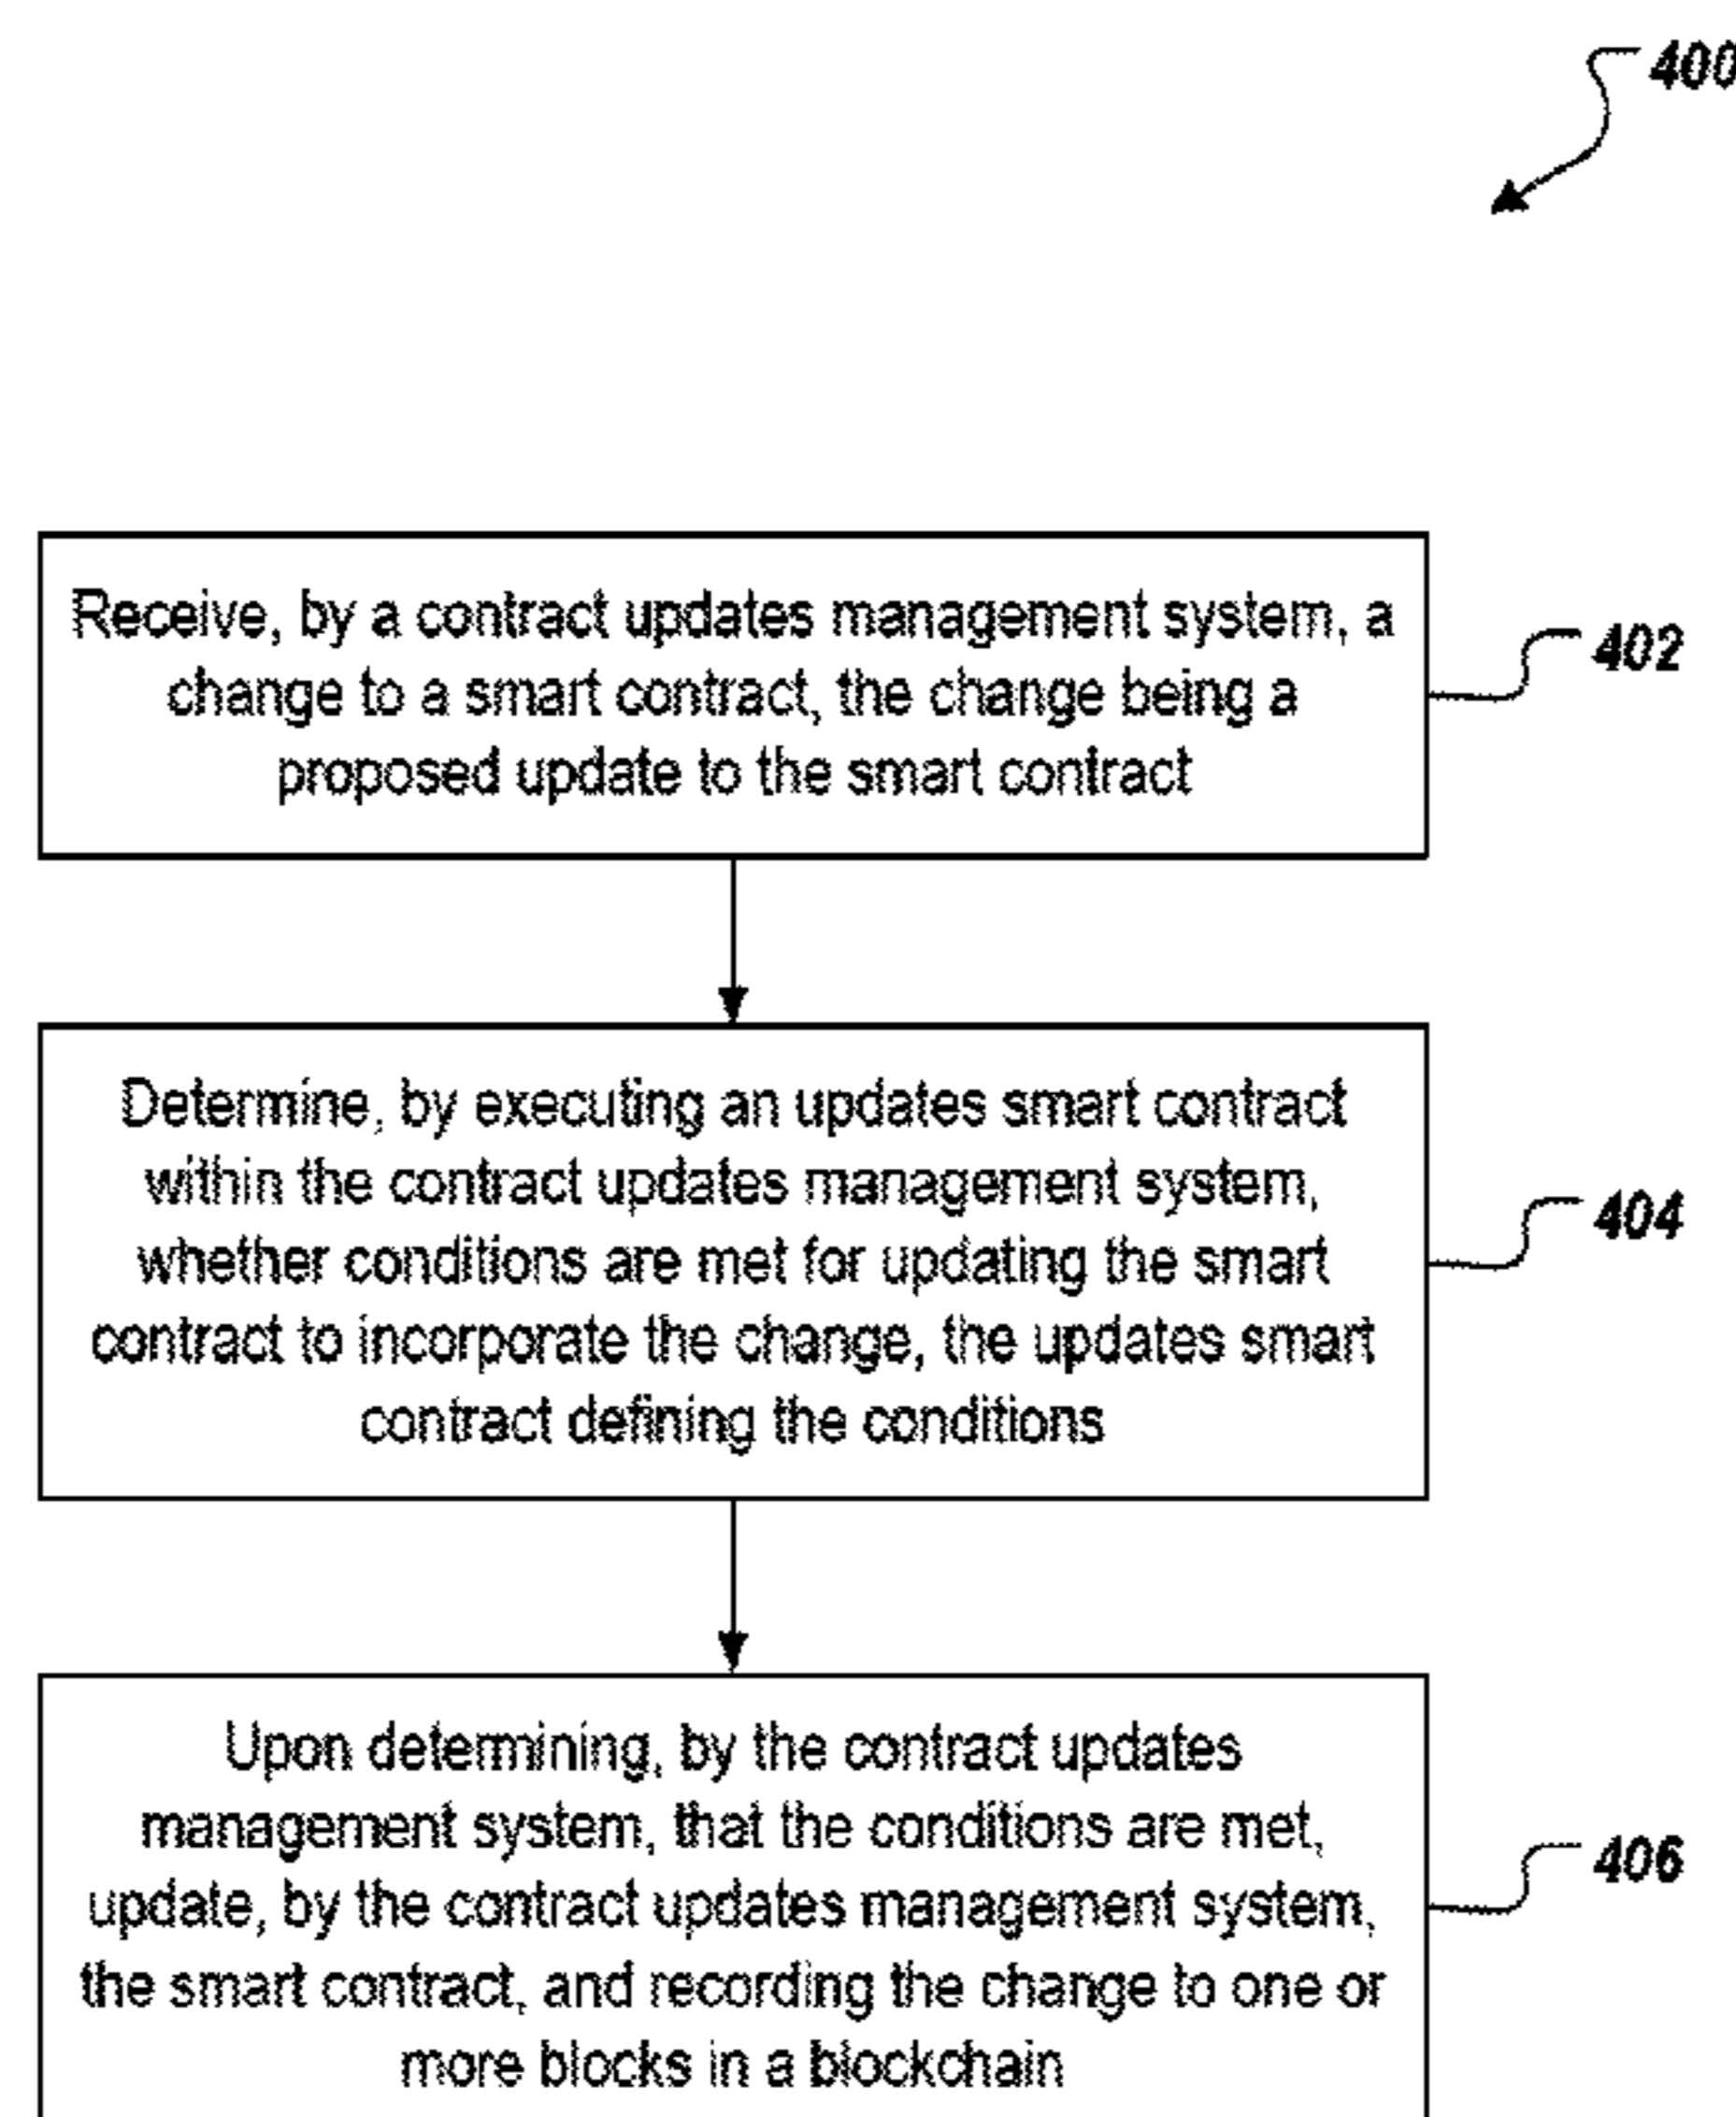 400
Receive, by a contract updates management system, a
change to a smart contract, the change being a
proposed update to the smart contract
402
Determine, by executing an updates smart contract
within the contract updates management system,
whether conditions are met for updating the smart
contract to incorporate the change, the updates smart
contract defining the conditions
404
Upon determining, by the contract updates
management system, that the conditions are met,
update, by the contract updates management system,
the smart contract, and recording the change to one or
more blocks in a blockchain
406